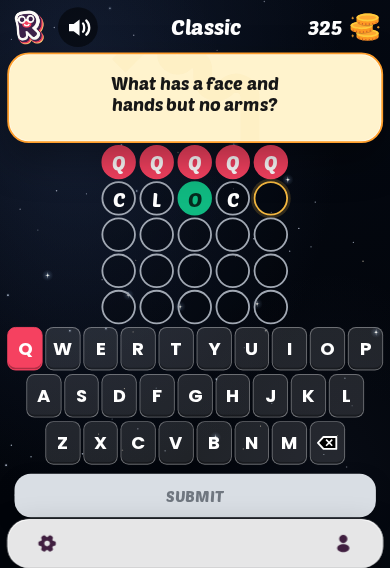 R
Classic
325
What has a face and
hands but no arms?
Q Q Q Q Q
C L O C
Q W E R T Y U I O P
A S D F G H J K L
Z X C V B N M
SUBMIT